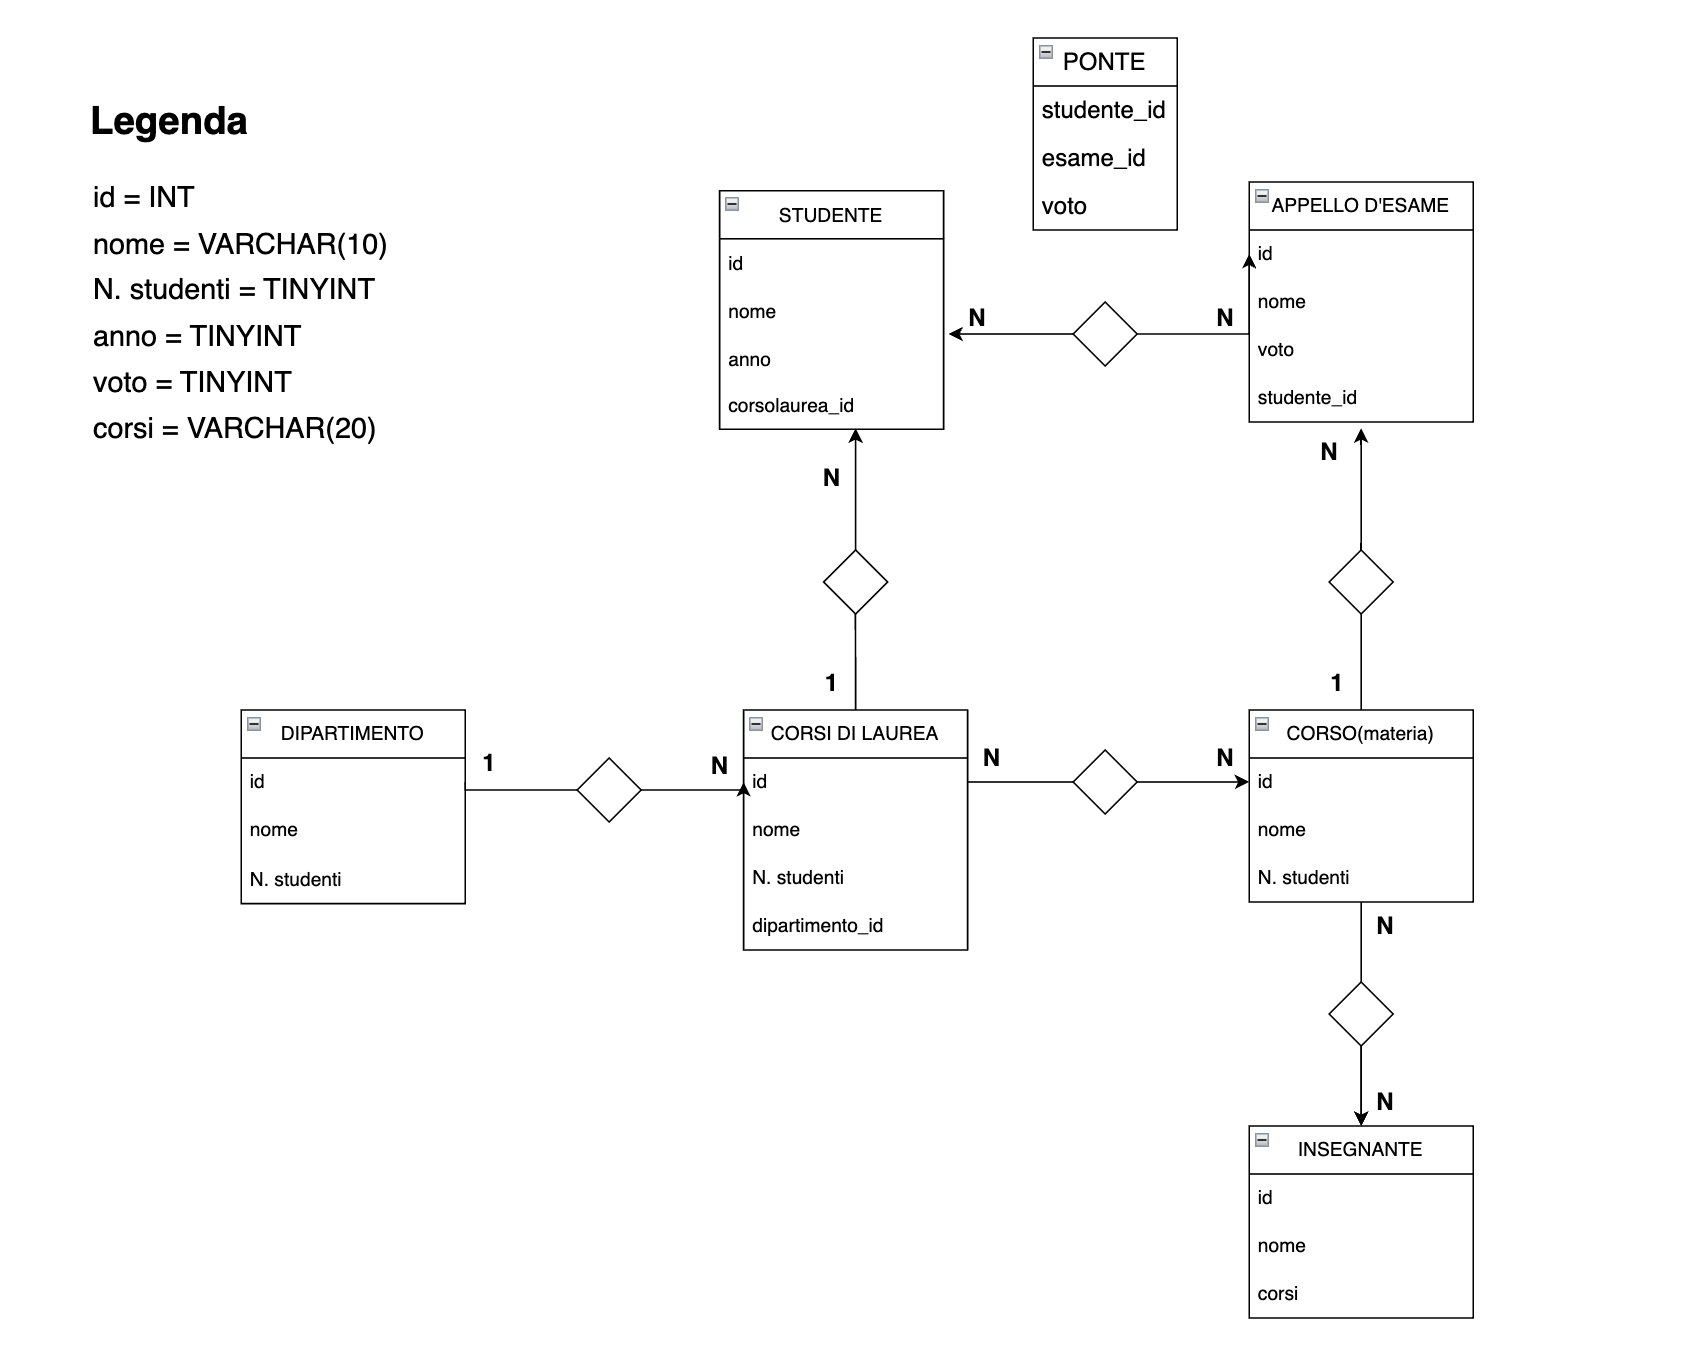 Legenda
id = INT
nome = VARCHAR(10)
N. studenti = TINYINT
anno = TINYINT
voto = TINYINT
corsi = VARCHAR(20)
PONTE
studente_id
esame_id
voto
STUDENTE
id
nome
anno
corsolaurea_id
N
N
APPELLO D'ESAME
id
nome
voto
studente_id
N
1
N
1
DIPARTIMENTO
id
nome
N. studenti
1
N
CORSI DI LAUREA
id
nome
N. studenti
dipartimento_id
N
N
CORSO(materia)
id
nome
N. studenti
N
N
INSEGNANTE
id
nome
corsi